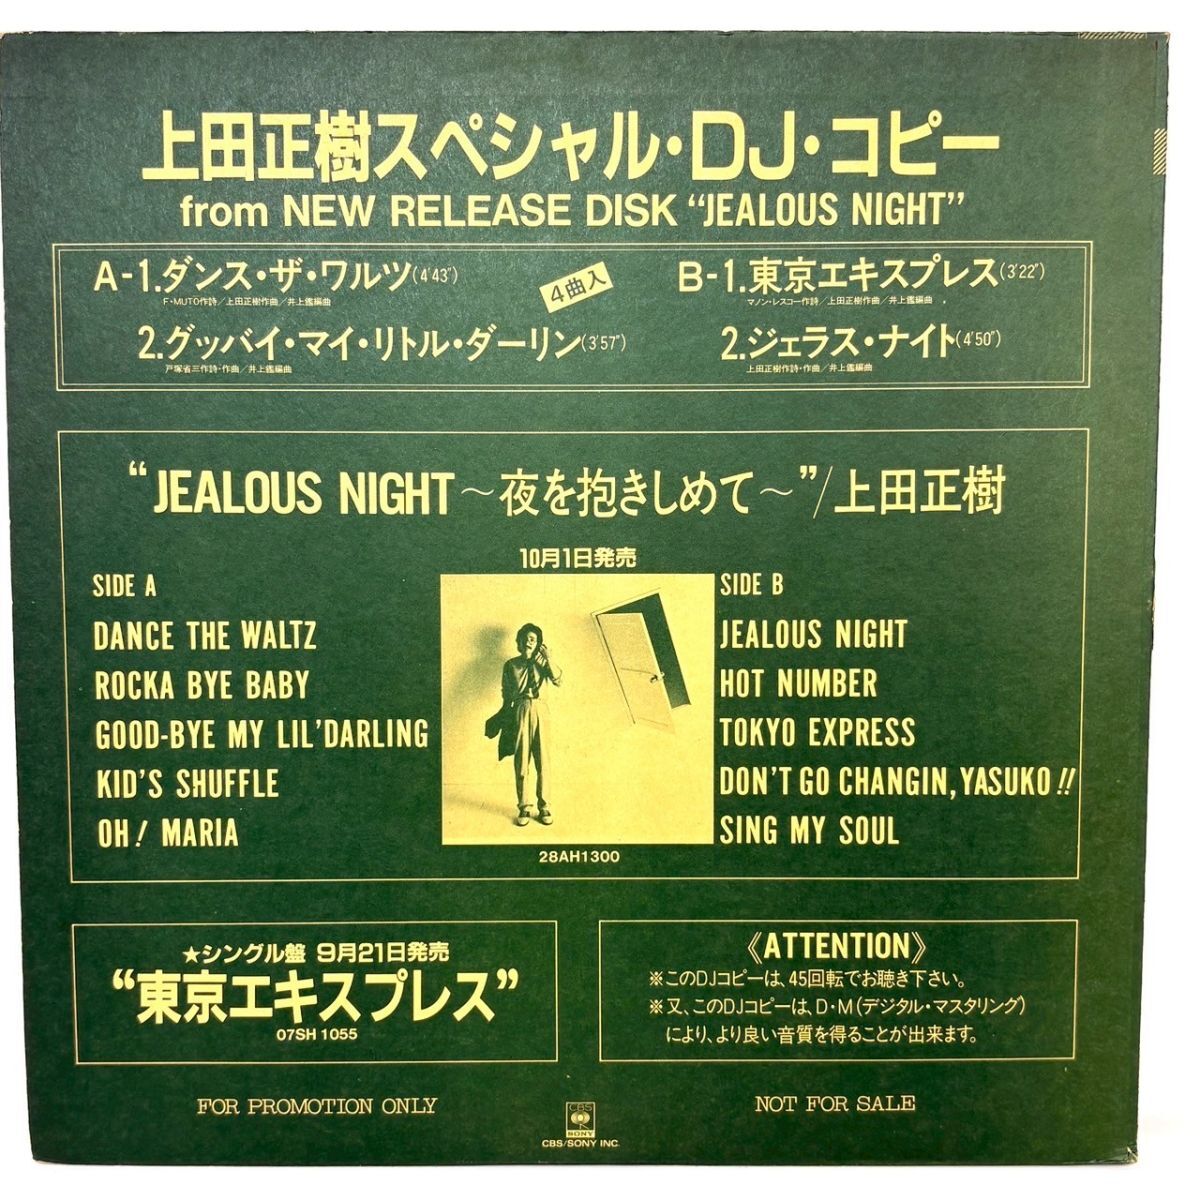 上田正樹スペシャル・DJ・コピー
from NEW RELEASE DISK “JEALOUS NIGHT”
A-1.ダンス・ザ・ワルツ(4'43")
F・MUTO作詩／上田正樹作曲／井上鑑編曲
2.グッバイ・マイ・リトル・ダーリン(3'57")
戸塚省三作詩・作曲／井上鑑編曲
4曲入
B-1.東京エキスプレス(3'22")
マノン・レスコー作詩／上田正樹作曲／井上鑑編曲
2.ジェラス・ナイト(4'50")
上田正樹作詩・作曲／井上鑑編曲
“JEALOUS NIGHT～夜を抱きしめて～”/上田正樹
10月1日発売
SIDE A
DANCE THE WALTZ
ROCKA BYE BABY
GOOD-BYE MY LIL'DARLING
KID'S SHUFFLE
OH! MARIA
28AH1300
SIDE B
JEALOUS NIGHT
HOT NUMBER
TOKYO EXPRESS
DON'T GO CHANGIN, YASUKO!!
SING MY SOUL
★シングル盤 9月21日発売
“東京エキスプレス”
07SH 1055
《ATTENTION》
※このDJコピーは、45回転でお聴き下さい。
※又、このDJコピーは、D・M(デジタル・マスタリング)
により、より良い音質を得ることが出来ます。
FOR PROMOTION ONLY
CBS
SONY
CBS/SONY INC.
NOT FOR SALE